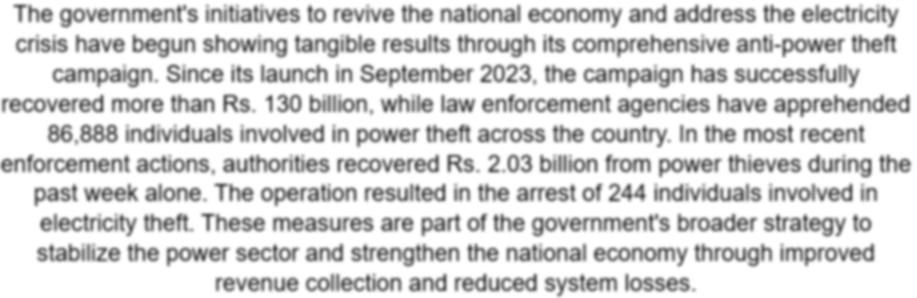 The government's initiatives to revive the national economy and address the electricity
crisis have begun showing tangible results through its comprehensive anti-power theft
campaign. Since its launch in September 2023, the campaign has successfully
recovered more than Rs. 130 billion, while law enforcement agencies have apprehended
86,888 individuals involved in power theft across the country. In the most recent
enforcement actions, authorities recovered Rs. 2.03 billion from power thieves during the
past week alone. The operation resulted in the arrest of 244 individuals involved in
electricity theft. These measures are part of the government's broader strategy to
stabilize the power sector and strengthen the national economy through improved
revenue collection and reduced system losses.